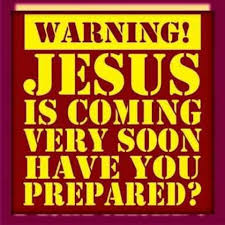 WARNING!
JESUS
IS COMING
VERY SOON
HAVE YOU
PREPARED?